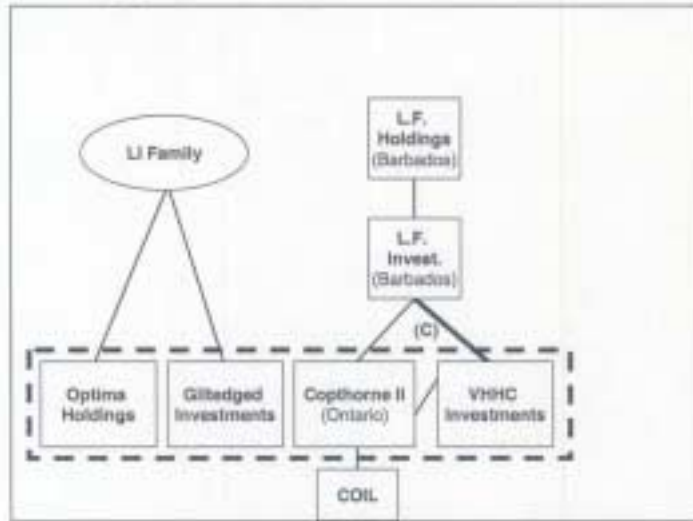 L.F.
Holdings
(Barbados)
LI Family
L.F.
Invest.
(Barbados)
(C)
Optima
Holdings
Giltedged
Investments
Copthorne II
(Ontario)
VHHC
Investments
COIL